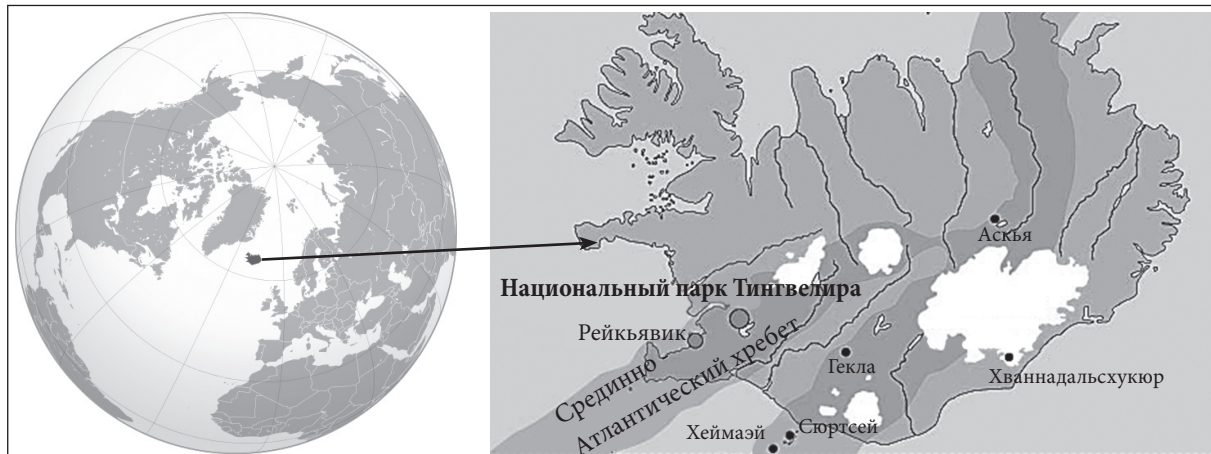 Аскья
Национальный парк Тингвелира
Рейкьявик
Срединно
Атлантический хребет
Гекла
Хваннадальсхукюр
Хеймаэй
Сюртсей